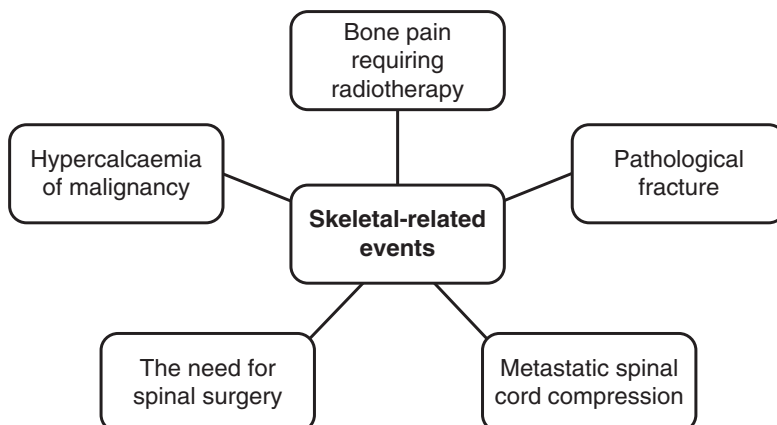 Bone pain
requiring
radiotherapy
Hypercalcaemia
of malignancy
Pathological
fracture
Skeletal-related
events
The need for
spinal surgery
Metastatic spinal
cord compression